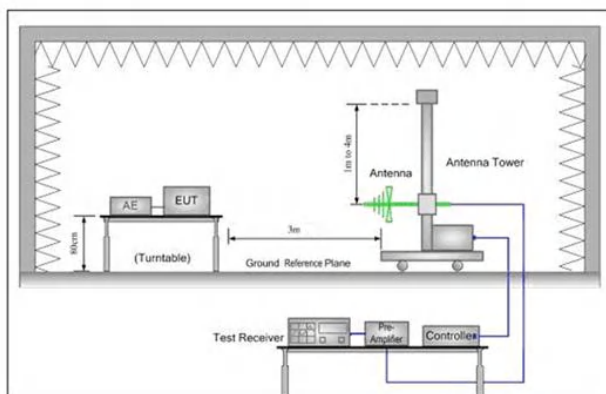 1m to 4m
Antenna
Antenna Tower
AE
EUT
80cm
(Turntable)
3m
Ground Reference Plane
Test Receiver
Pre-
Amplifier
Controller